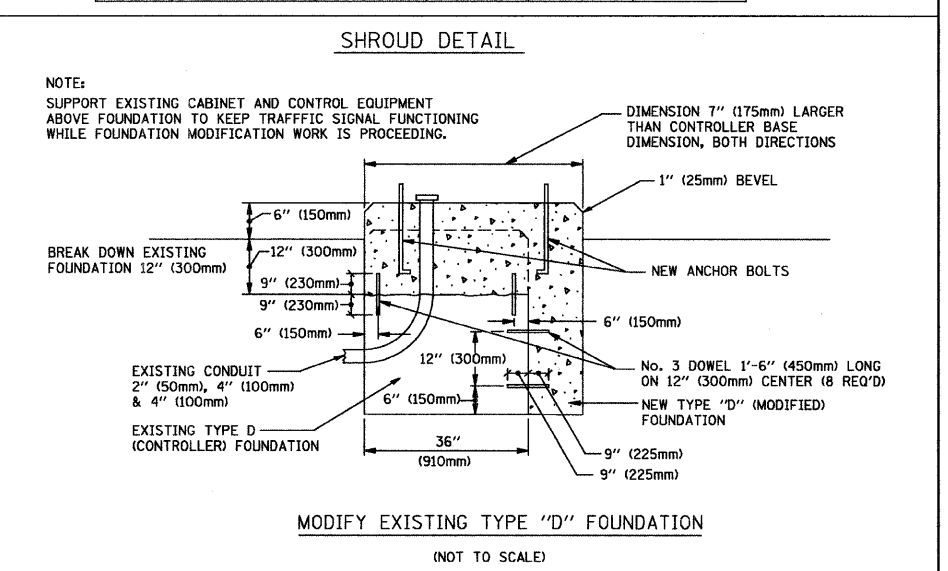 SHROUD DETAIL
NOTE:
SUPPORT EXISTING CABINET AND CONTROL EQUIPMENT
ABOVE FOUNDATION TO KEEP TRAFFFIC SIGNAL FUNCTIONING
WHILE FOUNDATION MODIFICATION WORK IS PROCEEDING.
DIMENSION 7" (175mm) LARGER
THAN CONTROLLER BASE
DIMENSION, BOTH DIRECTIONS
1" (25mm) BEVEL
6" (150mm)
BREAK DOWN EXISTING
FOUNDATION 12" (300mm)
12" (300mm)
NEW ANCHOR BOLTS
9" (230mm)
9" (230mm)
6" (150mm)
6" (150mm)
12" (300mm)
No. 3 DOWEL 1'-6" (450mm) LONG
ON 12" (300mm) CENTER (8 REQ'D)
EXISTING CONDUIT
2" (50mm), 4" (100mm)
& 4" (100mm)
6" (150mm)
NEW TYPE "D" (MODIFIED)
FOUNDATION
EXISTING TYPE D
(CONTROLLER) FOUNDATION
36"
(910mm)
9" (225mm)
9" (225mm)
MODIFY EXISTING TYPE "D" FOUNDATION
(NOT TO SCALE)